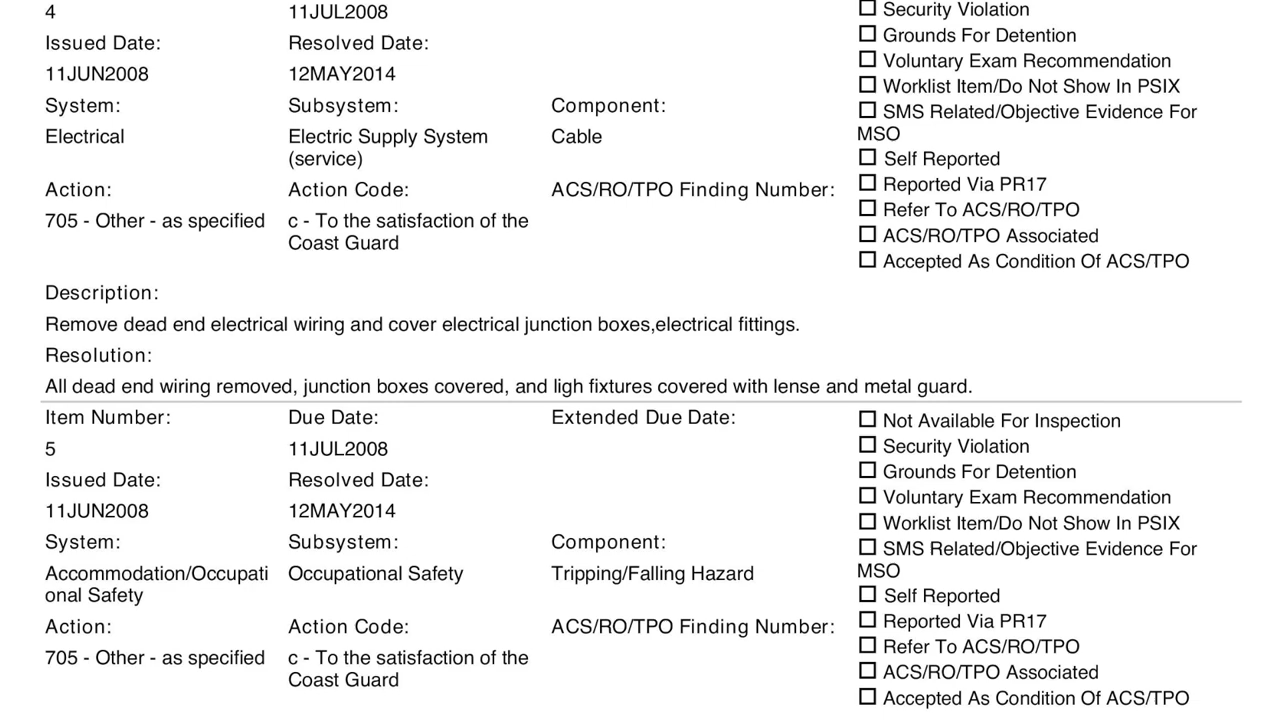 4 11JUL2008
☐ Security Violation
Issued Date: Resolved Date:
☐ Grounds For Detention
11JUN2008 12MAY2014
☐ Voluntary Exam Recommendation
☐ Worklist Item/Do Not Show In PSIX
System: Subsystem: Component:
☐ SMS Related/Objective Evidence For
MSO
Electrical Electric Supply System Cable
(service)
☐ Self Reported
Action: Action Code: ACS/RO/TPO Finding Number:
☐ Reported Via PR17
☐ Refer To ACS/RO/TPO
705 - Other - as specified c - To the satisfaction of the
Coast Guard
☐ ACS/RO/TPO Associated
☐ Accepted As Condition Of ACS/TPO
Description:
Remove dead end electrical wiring and cover electrical junction boxes,electrical fittings.
Resolution:
All dead end wiring removed, junction boxes covered, and ligh fixtures covered with lense and metal guard.
Item Number: Due Date: Extended Due Date:
☐ Not Available For Inspection
5 11JUL2008
☐ Security Violation
Issued Date: Resolved Date:
☐ Grounds For Detention
11JUN2008 12MAY2014
☐ Voluntary Exam Recommendation
☐ Worklist Item/Do Not Show In PSIX
System: Subsystem: Component:
☐ SMS Related/Objective Evidence For
MSO
Accommodation/Occupati Occupational Safety Tripping/Falling Hazard
onal Safety
☐ Self Reported
Action: Action Code: ACS/RO/TPO Finding Number:
☐ Reported Via PR17
☐ Refer To ACS/RO/TPO
705 - Other - as specified c - To the satisfaction of the
Coast Guard
☐ ACS/RO/TPO Associated
☐ Accepted As Condition Of ACS/TPO